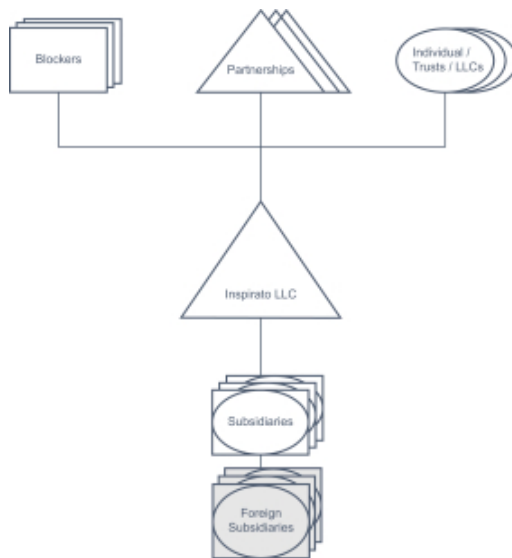 Blockers
Partnerships
Individual /
Trusts / LLCs
Inspirato LLC
Subsidiaries
Foreign
Subsidiaries